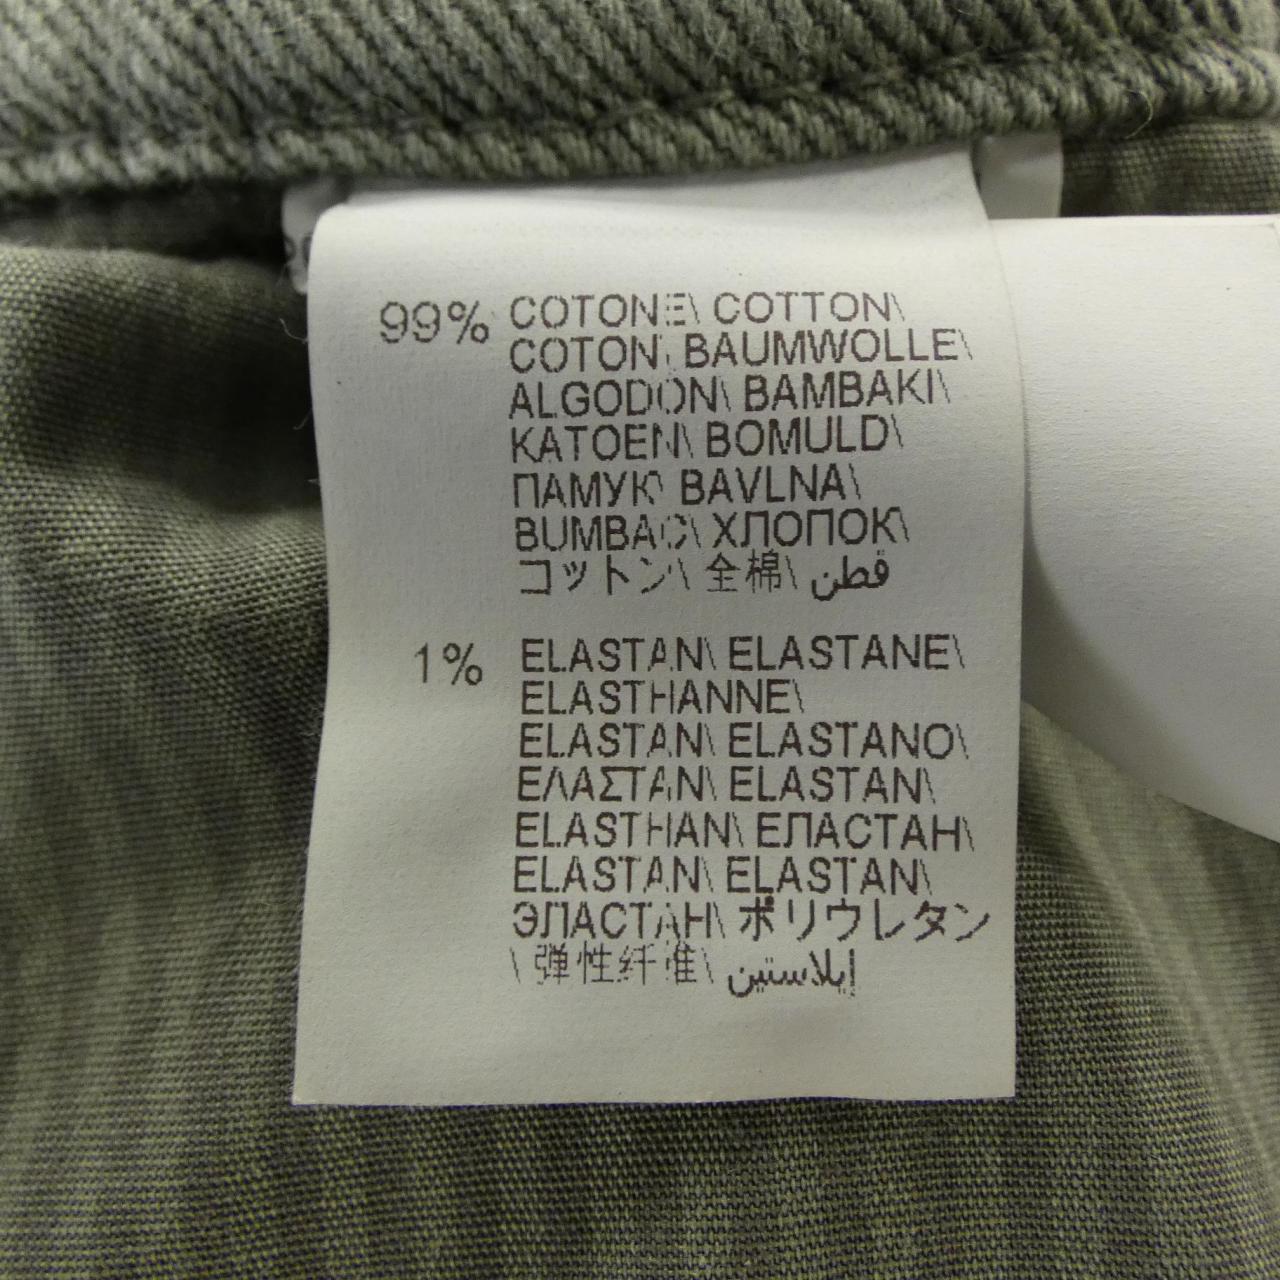 99% COTONE\ COTTON\
COTON\ BAUMWOLLE\
ALGODÓN\ BAMBAKI\
KATOEN\ BOMULD\
ПАМУК\ BAVLNA\
BUMBAC\ ХЛОПОК\
コットン\ 全棉\ قطن
1% ELASTAN\ ELASTANE\
ELASTHANNE\
ELASTAN\ ELASTANO\
ΕΛΑΣΤΑΝ\ ELASTAN\
ELASTHAN\ ЕЛАСТАН\
ELASTAN\ ELASTAN\
ЭЛАСТАН\ ポリウレタン
\ 弹性纤维\ إيلاستين